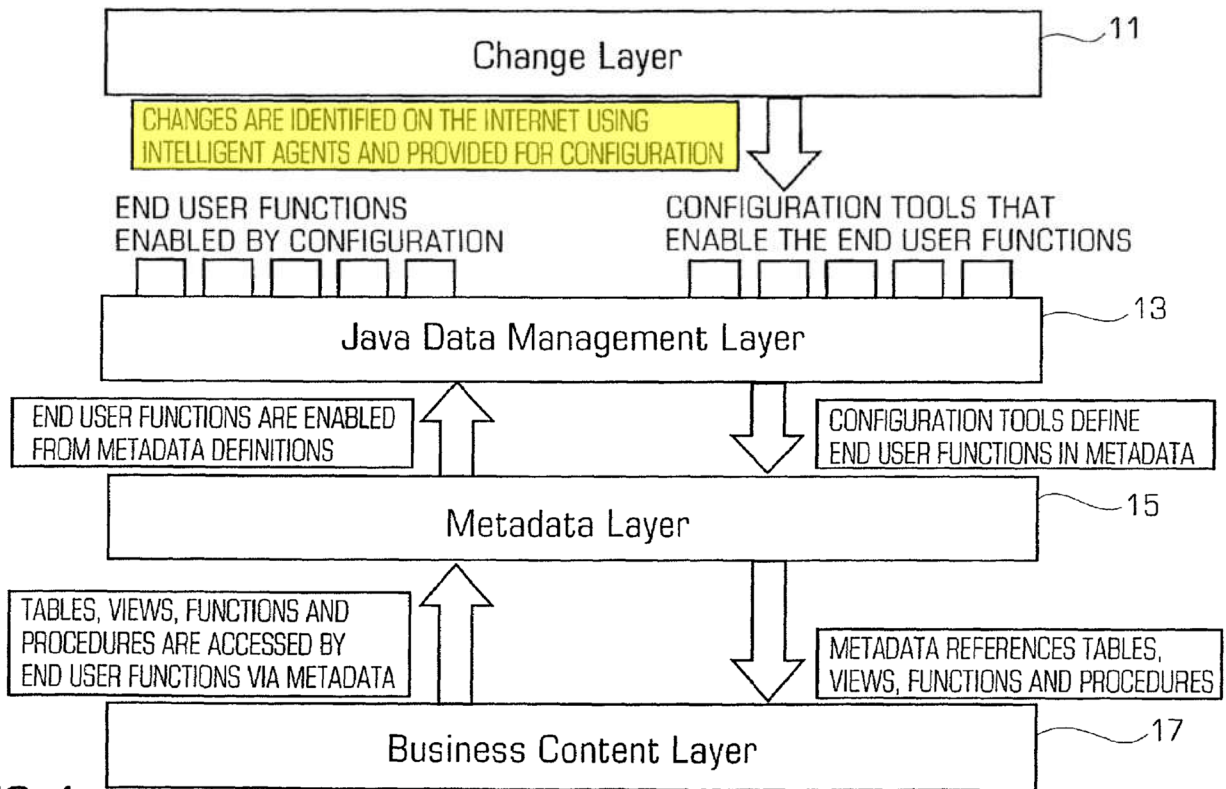 Change Layer
11
CHANGES ARE IDENTIFIED ON THE INTERNET USING
INTELLIGENT AGENTS AND PROVIDED FOR CONFIGURATION
END USER FUNCTIONS
ENABLED BY CONFIGURATION
CONFIGURATION TOOLS THAT
ENABLE THE END USER FUNCTIONS
Java Data Management Layer
13
END USER FUNCTIONS ARE ENABLED
FROM METADATA DEFINITIONS
CONFIGURATION TOOLS DEFINE
END USER FUNCTIONS IN METADATA
Metadata Layer
15
TABLES, VIEWS, FUNCTIONS AND
PROCEDURES ARE ACCESSED BY
END USER FUNCTIONS VIA METADATA
METADATA REFERENCES TABLES,
VIEWS, FUNCTIONS AND PROCEDURES
Business Content Layer
17